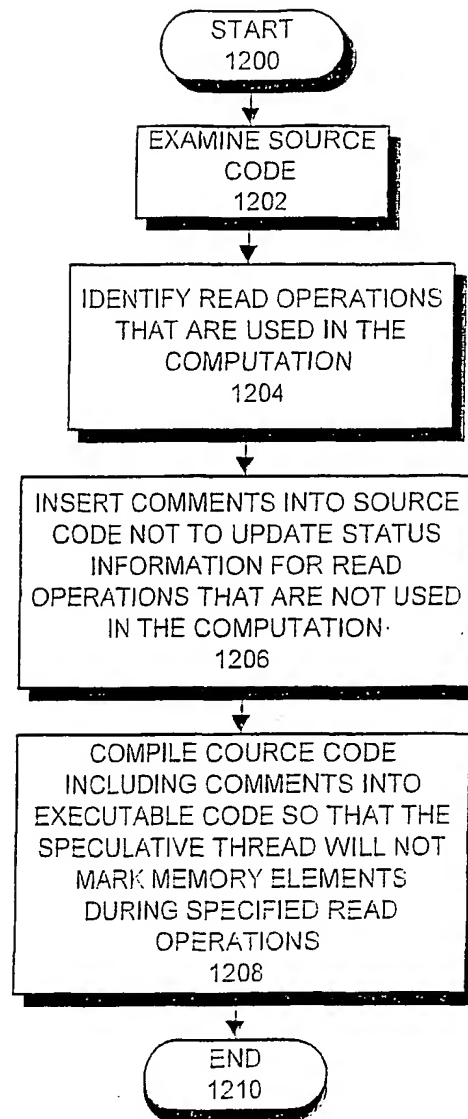 START
1200
EXAMINE SOURCE
CODE
1202
IDENTIFY READ OPERATIONS
THAT ARE USED IN THE
COMPUTATION
1204
INSERT COMMENTS INTO SOURCE
CODE NOT TO UPDATE STATUS
INFORMATION FOR READ
OPERATIONS THAT ARE NOT USED
IN THE COMPUTATION
1206
COMPILE COURCE CODE
INCLUDING COMMENTS INTO
EXECUTABLE CODE SO THAT THE
SPECULATIVE THREAD WILL NOT
MARK MEMORY ELEMENTS
DURING SPECIFIED READ
OPERATIONS
1208
END
1210